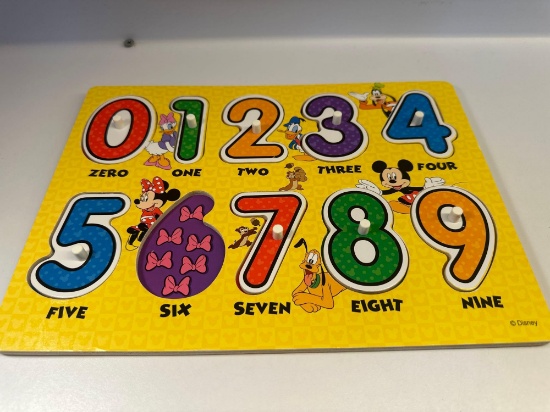 0 1 2 3 4
ZERO ONE TWO THREE FOUR
5 7 8 9
FIVE SIX SEVEN EIGHT NINE
© Disney